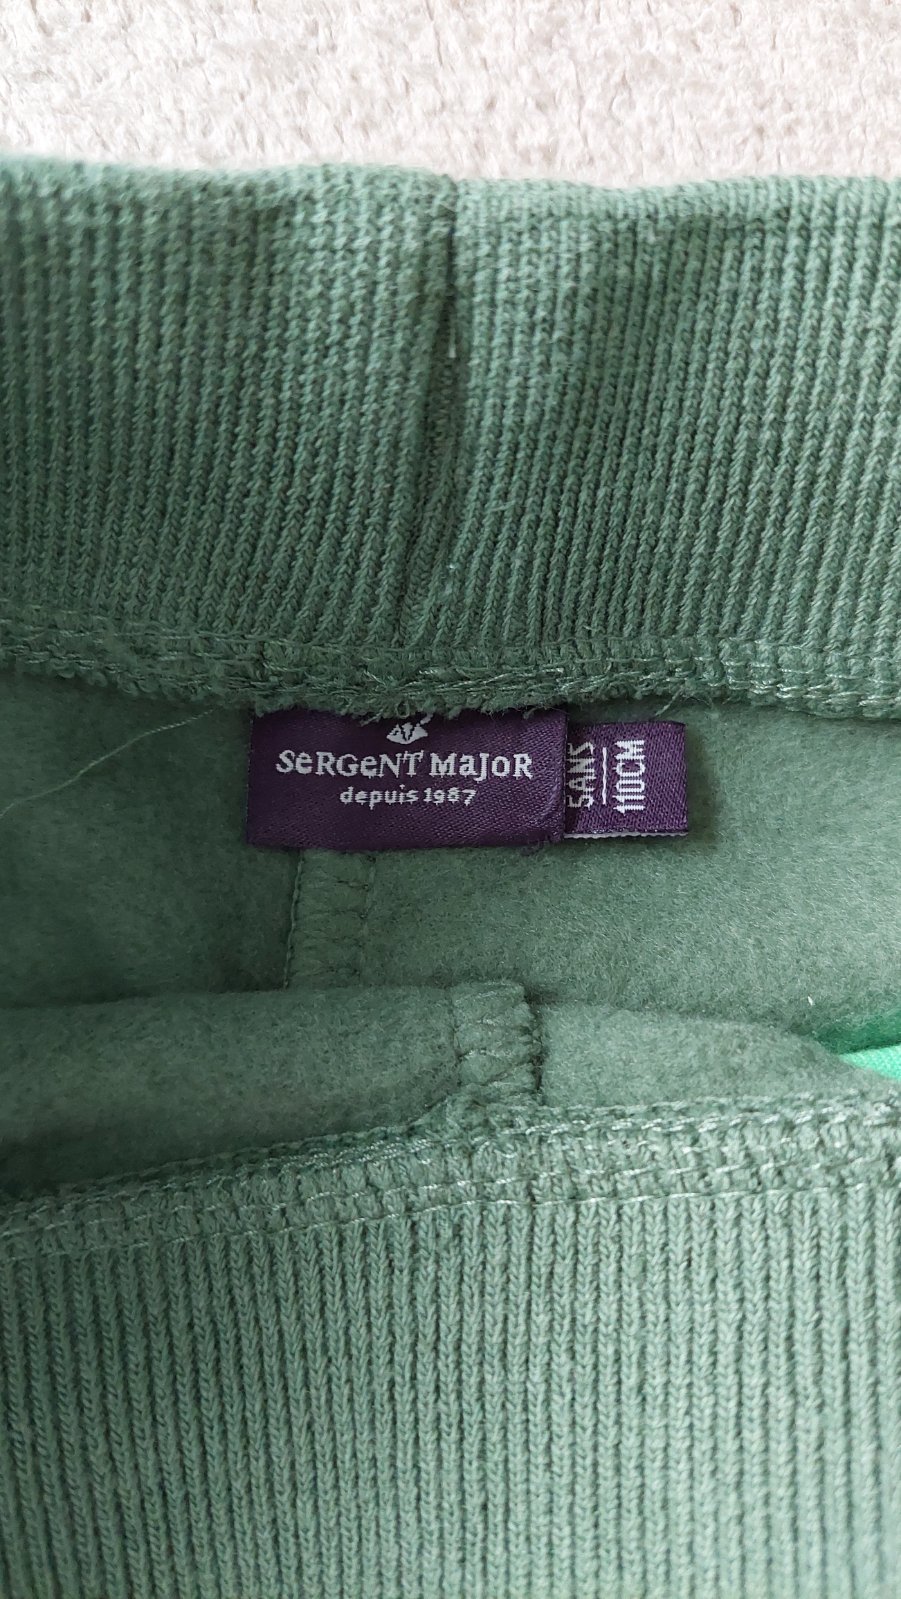 SeRGeNT MaJoR
depuis 1987
5ANS
110CM